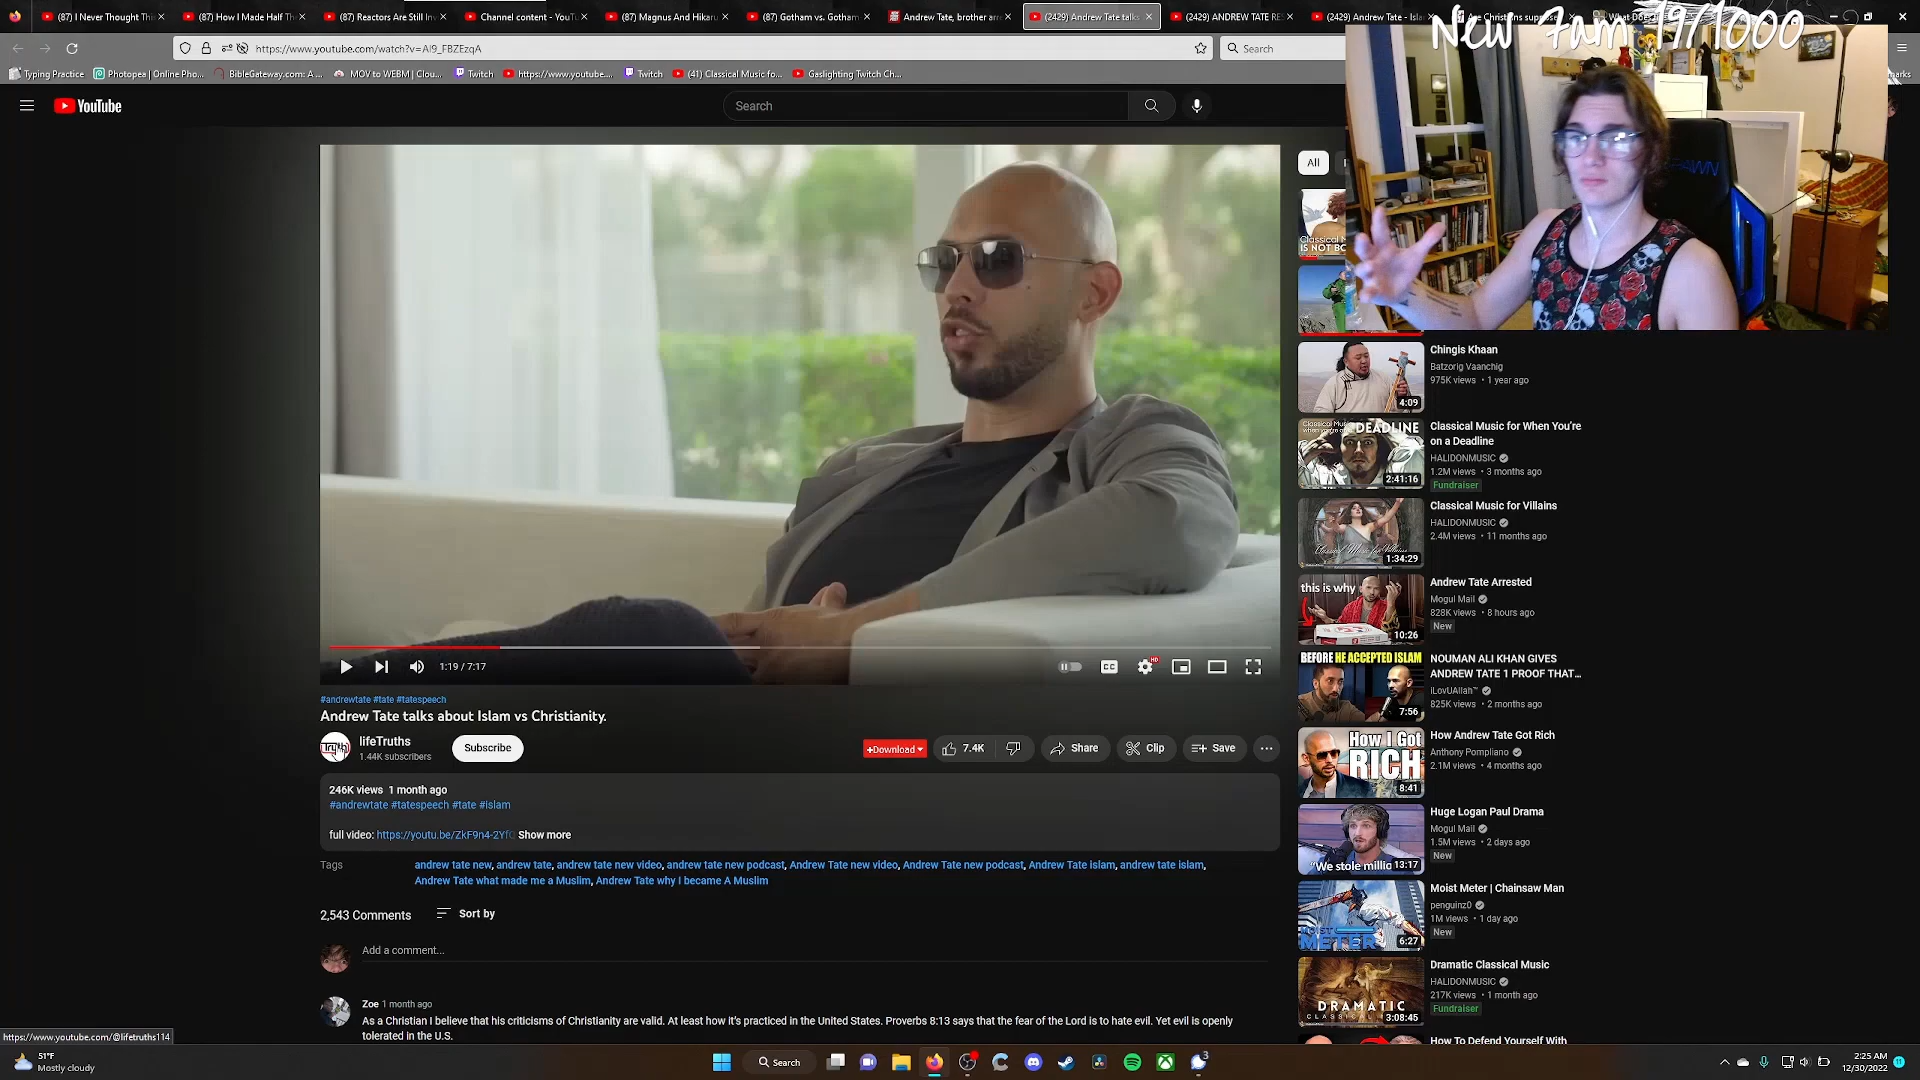 (87) I Never Thought Thi
(87) How I Made Half Th
(87) Reactors Are Still Inv
Channel content - YouTu
(87) Magnus And Hikaru
(87) Gotham vs. Gotham
Andrew Tate, brother arr
(2429) Andrew Tate talk
(2429) ANDREW TATE RE
(2429) Andrew Tate - Isla
New Fam 19/1000
https://www.youtube.com/watch?v=Ai9_FBZEzqA
Search
Typing Practice
Photopea | Online Pho...
BibleGateway.com: A ...
MOV to WEBM | Clou...
Twitch
https://www.youtube....
Twitch
(41) Classical Music fo...
Gaslighting Twitch Ch...
YouTube
Search
All
1:19 / 7:17
CC
HD
#andrewtate #tate #tatespeech
Andrew Tate talks about Islam vs Christianity.
lifeTruths
1.44K subscribers
Subscribe
+Download
7.4K
Share
Clip
Save
246K views 1 month ago
#andrewtate #tatespeech #tate #islam
full video: https://youtu.be/ZkF9n4-2Yf
Show more
Tags
andrew tate new, andrew tate, andrew tate new video, andrew tate new podcast, Andrew Tate new video, Andrew Tate new podcast, Andrew Tate islam, andrew tate islam,
Andrew Tate what made me a Muslim, Andrew Tate why I became A Muslim
2,543 Comments
Sort by
Add a comment...
Zoe 1 month ago
As a Christian I believe that his criticisms of Christianity are valid. At least how it's practiced in the United States. Proverbs 8:13 says that the fear of the Lord is to hate evil. Yet evil is openly
tolerated in the U.S.
https://www.youtube.com/@lifetruths114
Chingis Khaan
Batzorig Vaanchig
975K views • 1 year ago
4:09
Classical Music for When You're
on a Deadline
HALIDONMUSIC
1.2M views • 3 months ago
Fundraiser
DEADLINE
2:41:16
Classical Music for Villains
HALIDONMUSIC
2.4M views • 11 months ago
1:34:29
Andrew Tate Arrested
Mogul Mail
828K views • 8 hours ago
New
this is why
10:26
NOUMAN ALI KHAN GIVES
ANDREW TATE 1 PROOF THAT...
iLovUAllah™
825K views • 2 months ago
BEFORE HE ACCEPTED ISLAM
7:56
How Andrew Tate Got Rich
Anthony Pompliano
2.1M views • 4 months ago
How I Got
RICH
8:41
Huge Logan Paul Drama
Mogul Mail
1.5M views • 2 days ago
New
"We stole millio
13:17
Moist Meter | Chainsaw Man
penguinz0
1M views • 1 day ago
New
MOIST
METER
6:27
Dramatic Classical Music
HALIDONMUSIC
217K views • 1 month ago
Fundraiser
DRAMATIC
3:08:45
How To Defend Yourself With
51°F
Mostly cloudy
Search
2:25 AM
12/30/2022